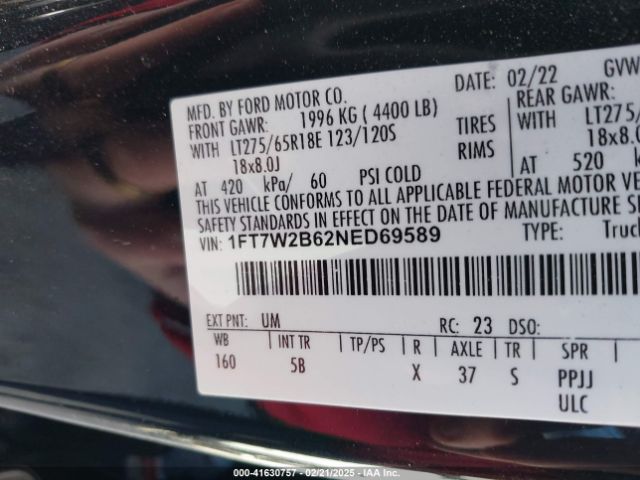 DATE: 02/22 GVW
MFD. BY FORD MOTOR CO.
FRONT GAWR: 1996 KG ( 4400 LB) REAR GAWR:
WITH LT275/65R18E 123/120S TIRES WITH LT275/
18x8.0J RIMS 18x8.0
AT 420 kPa/ 60 PSI COLD AT 520
THIS VEHICLE CONFORMS TO ALL APPLICABLE FEDERAL MOTOR VE
SAFETY STANDARDS IN EFFECT ON THE DATE OF MANUFACTURE S
VIN: 1FT7W2B62NED69589 TYPE: Truc
EXT PNT: UM RC: 23 DSO:
WB INT TR TP/PS R AXLE TR SPR
160 5B X 37 S PPJJ
ULC
000-41630757 - 02/21/2025 - IAA Inc.